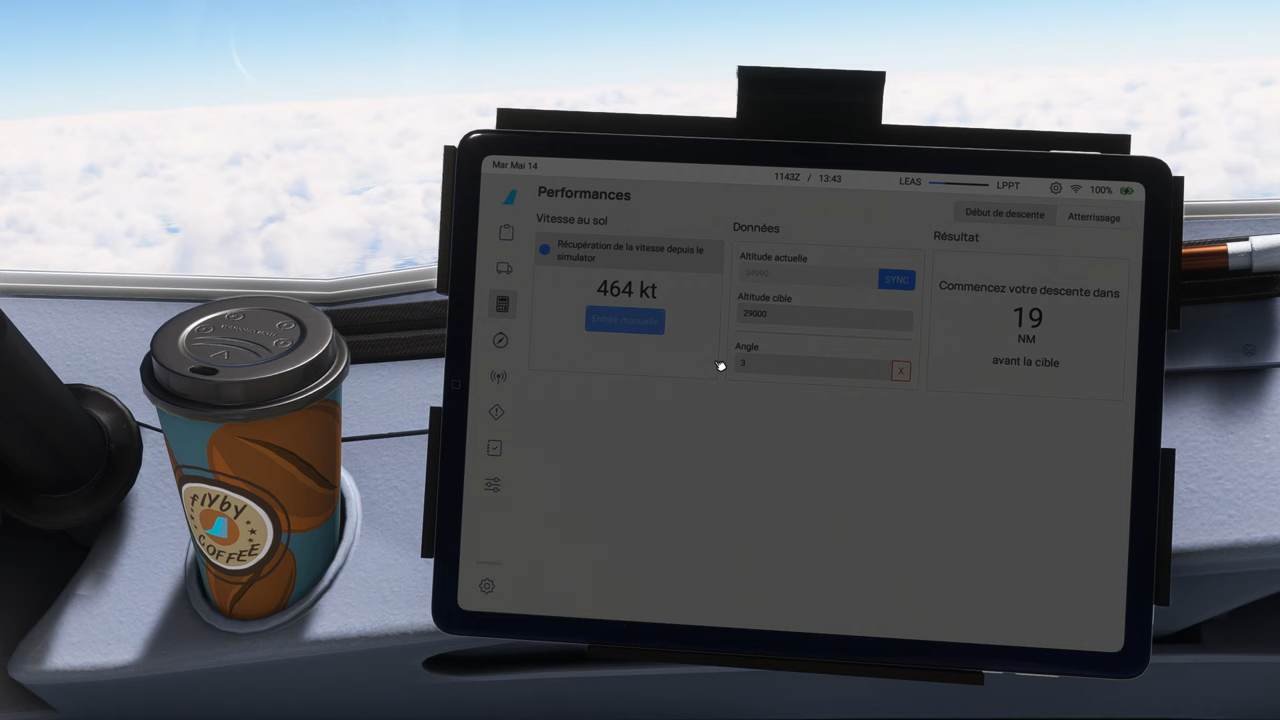 Mar Mai 14
1143Z / 13:43
LEAS
LPPT
100%
Performances
Début de descente
Atterrissage
Vitesse au sol
Récupération de la vitesse depuis le
simulator
464 kt
Entrée manuelle
Données
Altitude actuelle
SYNC
Altitude cible
29000
Angle
3
X
Résultat
Commencez votre descente dans
19
NM
avant la cible
flyby
COFFEE